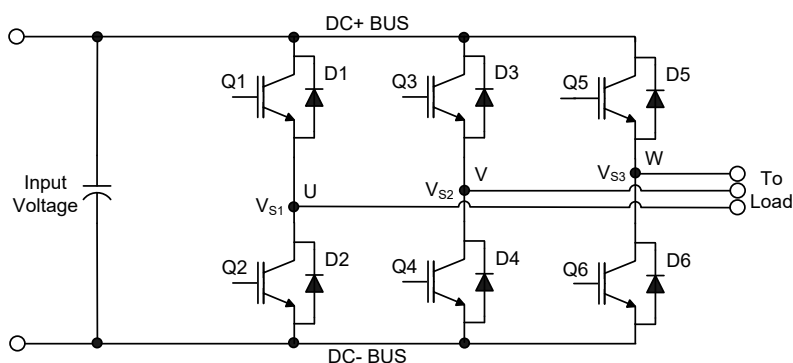 DC+ BUS
Q1
D1
Q3
D3
Q5
D5
Input
Voltage
VS1
U
VS2
V
VS3
W
To
Load
Q2
D2
Q4
D4
Q6
D6
DC- BUS